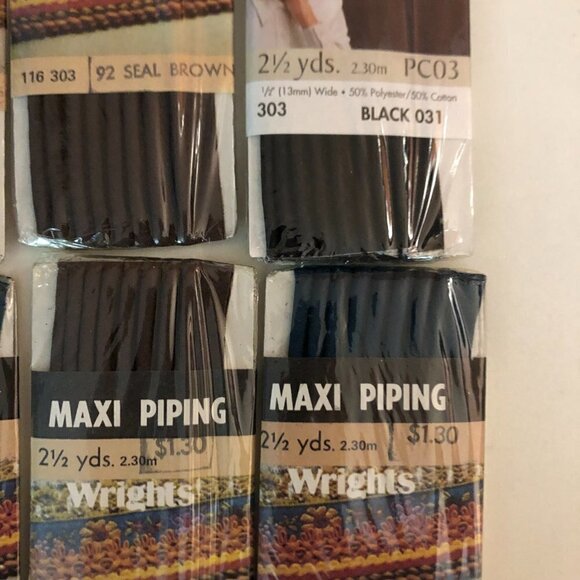 116 303 92 SEAL BROWN
2½ yds. 2.30m PC03
½" (13mm) Wide • 50% Polyester/50% Cotton
303 BLACK 031
MAXI PIPING
$1.30
2½ yds. 2.30m
Wrights
MAXI PIPING
$1.30
2½ yds. 2.30m
Wrights